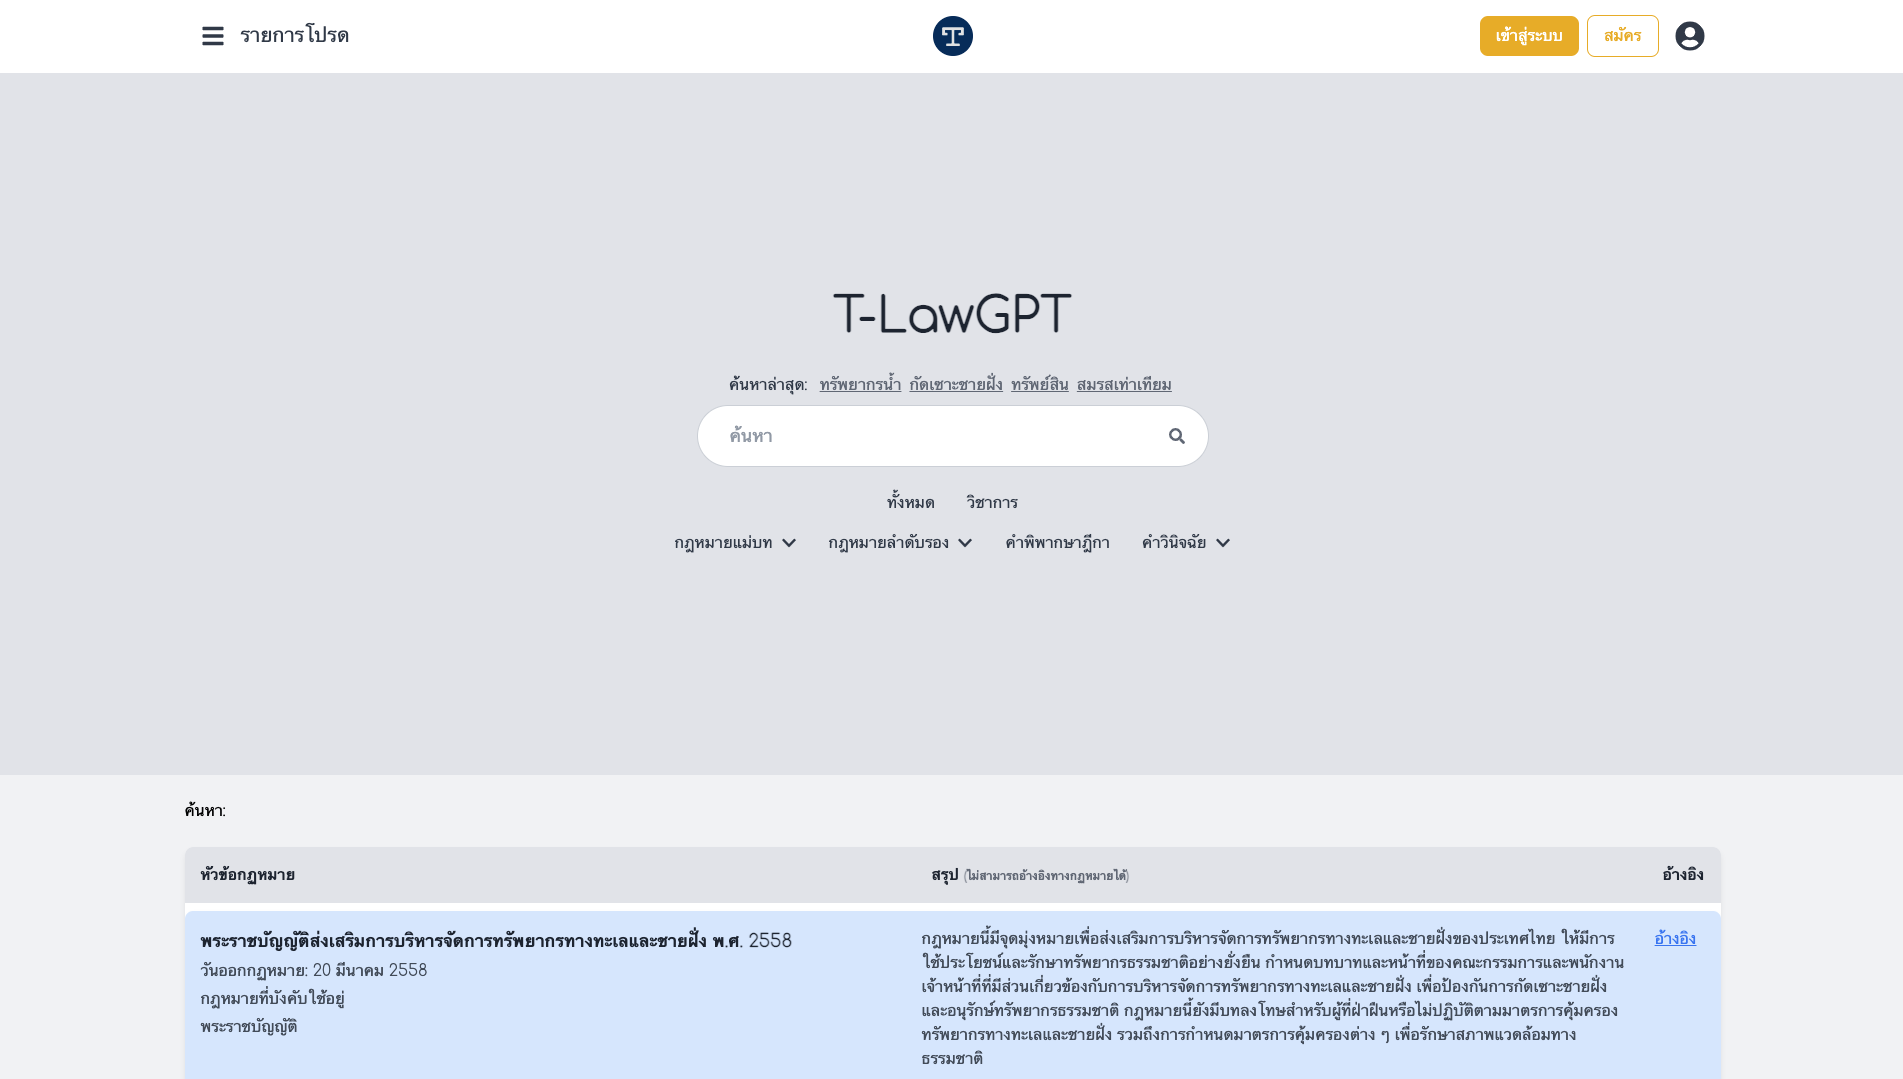 รายการโปรด
เข้าสู่ระบบ
สมัคร
T-LawGPT
ค้นหาล่าสุด: ทรัพยากรน้ำ กัดเซาะชายฝั่ง ทรัพย์สิน สมรสเท่าเทียม
ค้นหา
ทั้งหมด วิชาการ
กฎหมายแม่บท กฎหมายลำดับรอง คำพิพากษาฎีกา คำวินิจฉัย
ค้นหา:
หัวข้อกฎหมาย สรุป (ไม่สามารถอ้างอิงทางกฎหมายได้) อ้างอิง
พระราชบัญญัติส่งเสริมการบริหารจัดการทรัพยากรทางทะเลและชายฝั่ง พ.ศ. 2558
วันออกกฎหมาย: 20 มีนาคม 2558
กฎหมายที่บังคับใช้อยู่
พระราชบัญญัติ
กฎหมายนี้มีจุดมุ่งหมายเพื่อส่งเสริมการบริหารจัดการทรัพยากรทางทะเลและชายฝั่งของประเทศไทย ให้มีการ
ใช้ประโยชน์และรักษาทรัพยากรธรรมชาติอย่างยั่งยืน กำหนดบทบาทและหน้าที่ของคณะกรรมการและพนักงาน
เจ้าหน้าที่ที่มีส่วนเกี่ยวข้องกับการบริหารจัดการทรัพยากรทางทะเลและชายฝั่ง เพื่อป้องกันการกัดเซาะชายฝั่ง
และอนุรักษ์ทรัพยากรธรรมชาติ กฎหมายนี้ยังมีบทลงโทษสำหรับผู้ที่ฝ่าฝืนหรือไม่ปฏิบัติตามมาตรการคุ้มครอง
ทรัพยากรทางทะเลและชายฝั่ง รวมถึงการกำหนดมาตรการคุ้มครองต่าง ๆ เพื่อรักษาสภาพแวดล้อมทาง
ธรรมชาติ
อ้างอิง